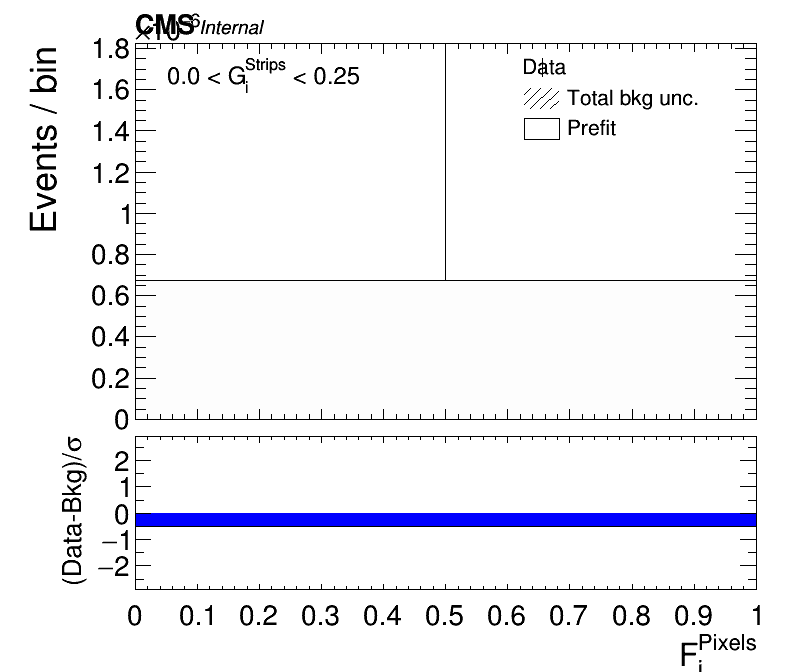 CMS Internal
×10⁻⁶
Events / bin
1.8
1.6
1.4
1.2
1
0.8
0.6
0.4
0.2
0
0.0 < G_i^Strips < 0.25
Data
Total bkg unc.
Prefit
(Data-Bkg)/σ
2
1
0
−1
−2
0 0.1 0.2 0.3 0.4 0.5 0.6 0.7 0.8 0.9 1
F_i^Pixels